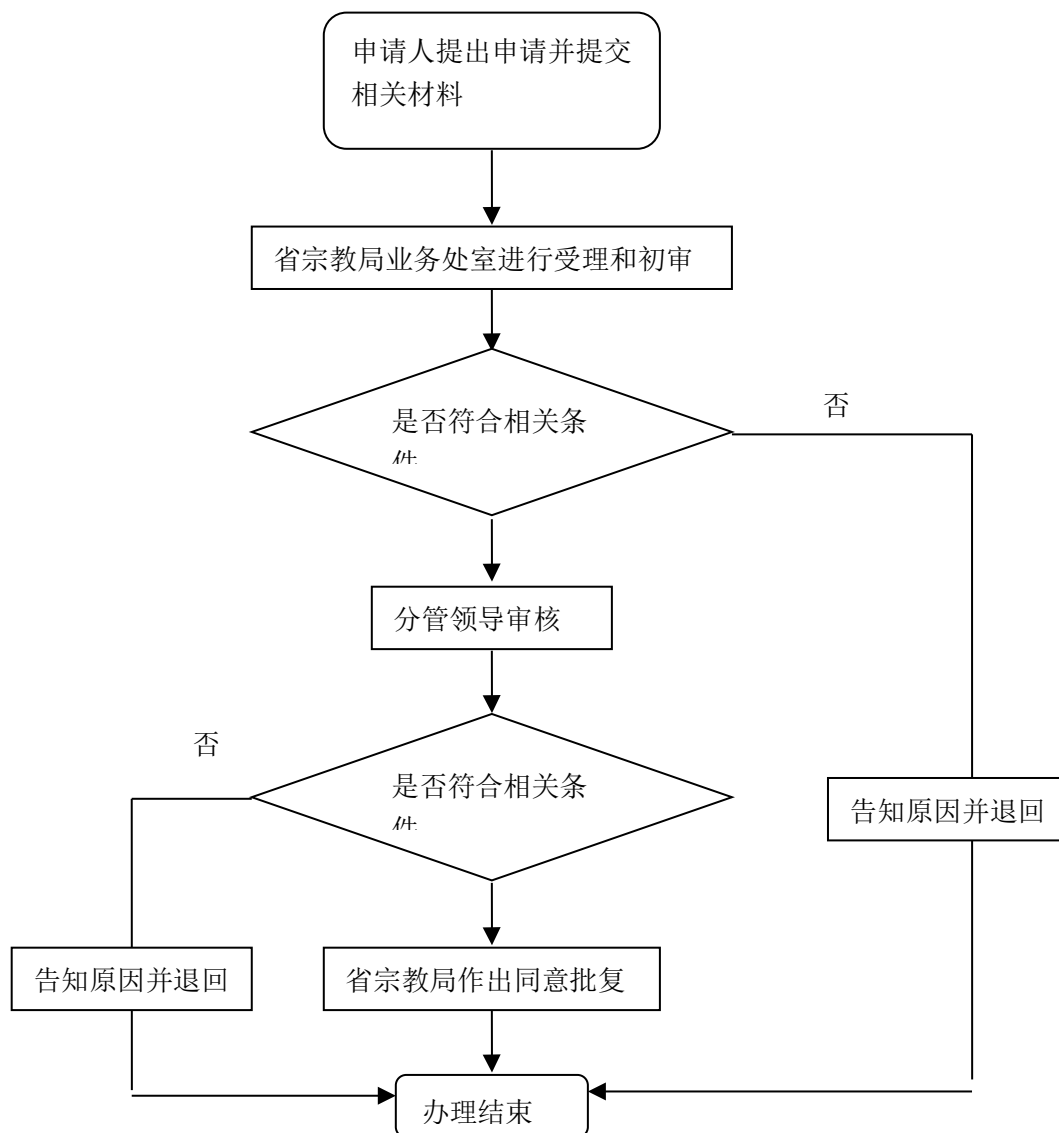 申请人提出申请并提交
相关材料
省宗教局业务处室进行受理和初审
是否符合相关条
件
否
分管领导审核
否
是否符合相关条
件
告知原因并退回
告知原因并退回
省宗教局作出同意批复
办理结束